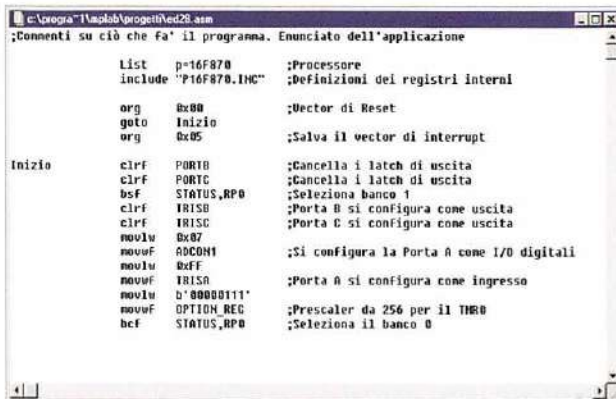 c:\progra~1\mplab\progetti\ed28.asm
;Commenti su ciò che fa' il programma. Enunciato dell'applicazione
List p=16F870 ;Processore
include "P16F870.INC" ;Definizioni dei registri interni
org 0x00 ;Vector di Reset
goto Inizio
org 0x05 ;Salva il vector di interrupt
Inizio clrf PORTB ;Cancella i latch di uscita
clrf PORTC ;Cancella i latch di uscita
bsf STATUS,RP0 ;Seleziona banco 1
clrf TRISB ;Porta B si configura come uscita
clrf TRISC ;Porta C si configura come uscita
movlw 0x07
movwf ADCON1 ;Si configura la Porta A come I/O digitali
movlw 0xFF
movwf TRISA ;Porta A si configura come ingresso
movlw b'00000111'
movwf OPTION_REG ;Prescaler da 256 per il TMR0
bcf STATUS,RP0 ;Seleziona il banco 0